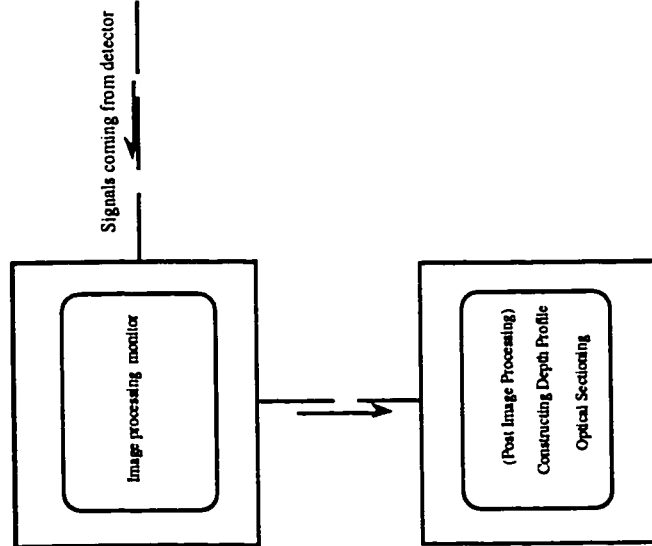 Signals coming from detector
Image processing monitor
(Post Image Processing)
Constructing Depth Profile
Optical Sectioning